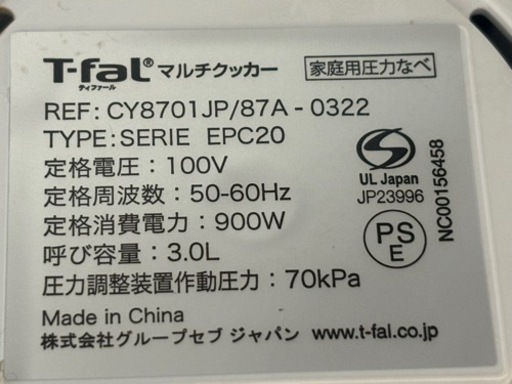 T-fal® マルチクッカー 家庭用圧力なべ
ティファール
REF: CY8701JP/87A - 0322
TYPE: SERIE EPC20
定格電圧：100V
定格周波数：50-60Hz
定格消費電力：900W
呼び容量：3.0L
圧力調整装置作動圧力：70kPa
Made in China
株式会社グループセブ ジャパン www.t-fal.co.jp
S
UL Japan
JP23996
PS
E
NC00156458